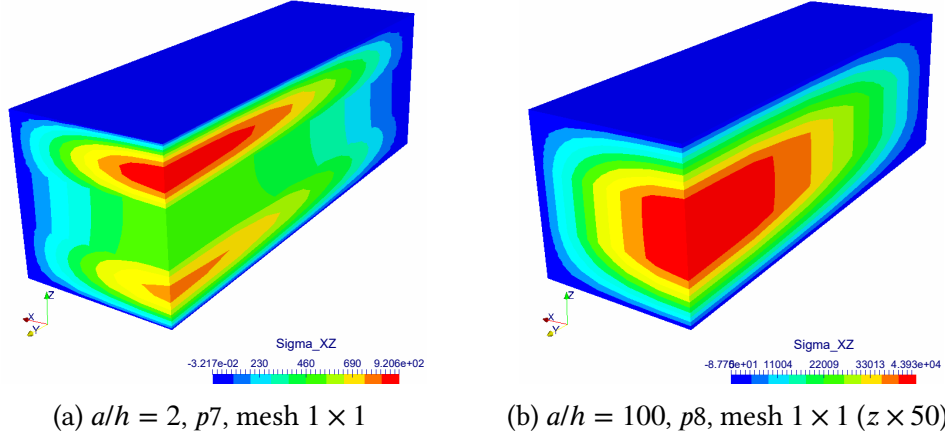 Z
X
Y
Sigma_XZ
-3.217e-02 230 460 690 9.206e+02
(a) a/h = 2, p7, mesh 1 × 1
Z
X
Y
Sigma_XZ
-8.776e+01 11004 22009 33013 4.393e+04
(b) a/h = 100, p8, mesh 1 × 1 (z × 50)